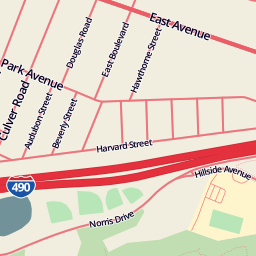 East Avenue
Douglas Road
East Boulevard
Hawthorne Street
Park Avenue
Culver Road
Audubon Street
Beverly Street
Harvard Street
Hillside Avenue
490
Norris Drive